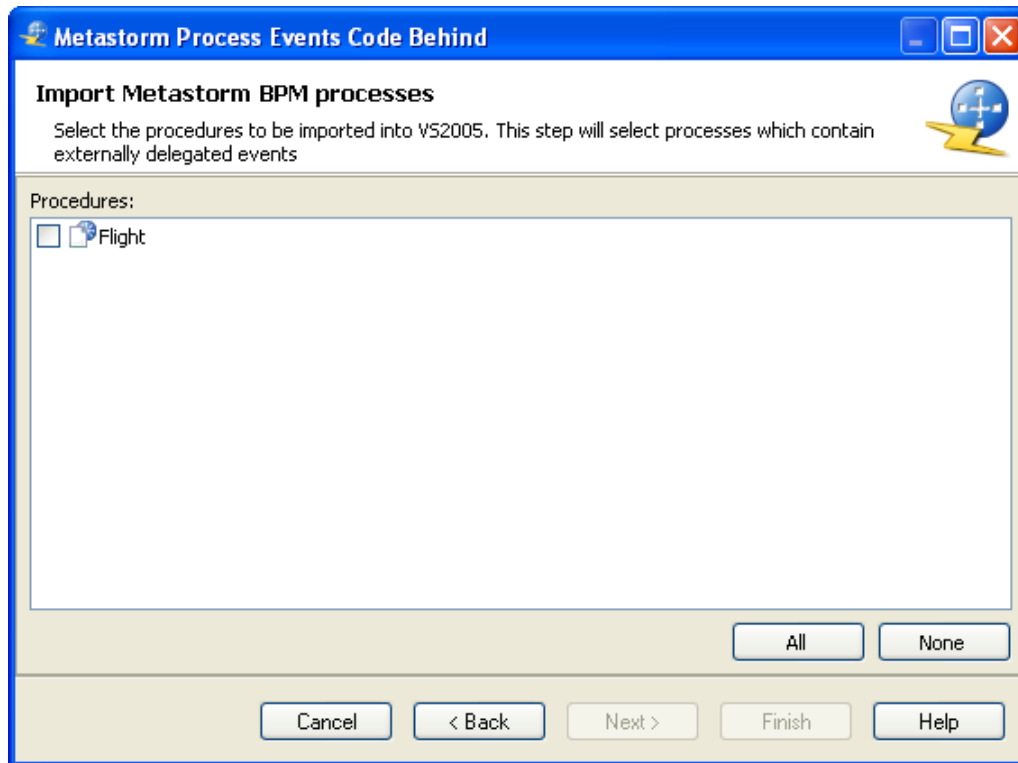 Metastorm Process Events Code Behind
Import Metastorm BPM processes
Select the procedures to be imported into VS2005. This step will select processes which contain
externally delegated events
Procedures:
Flight
All None
Cancel < Back Next > Finish Help